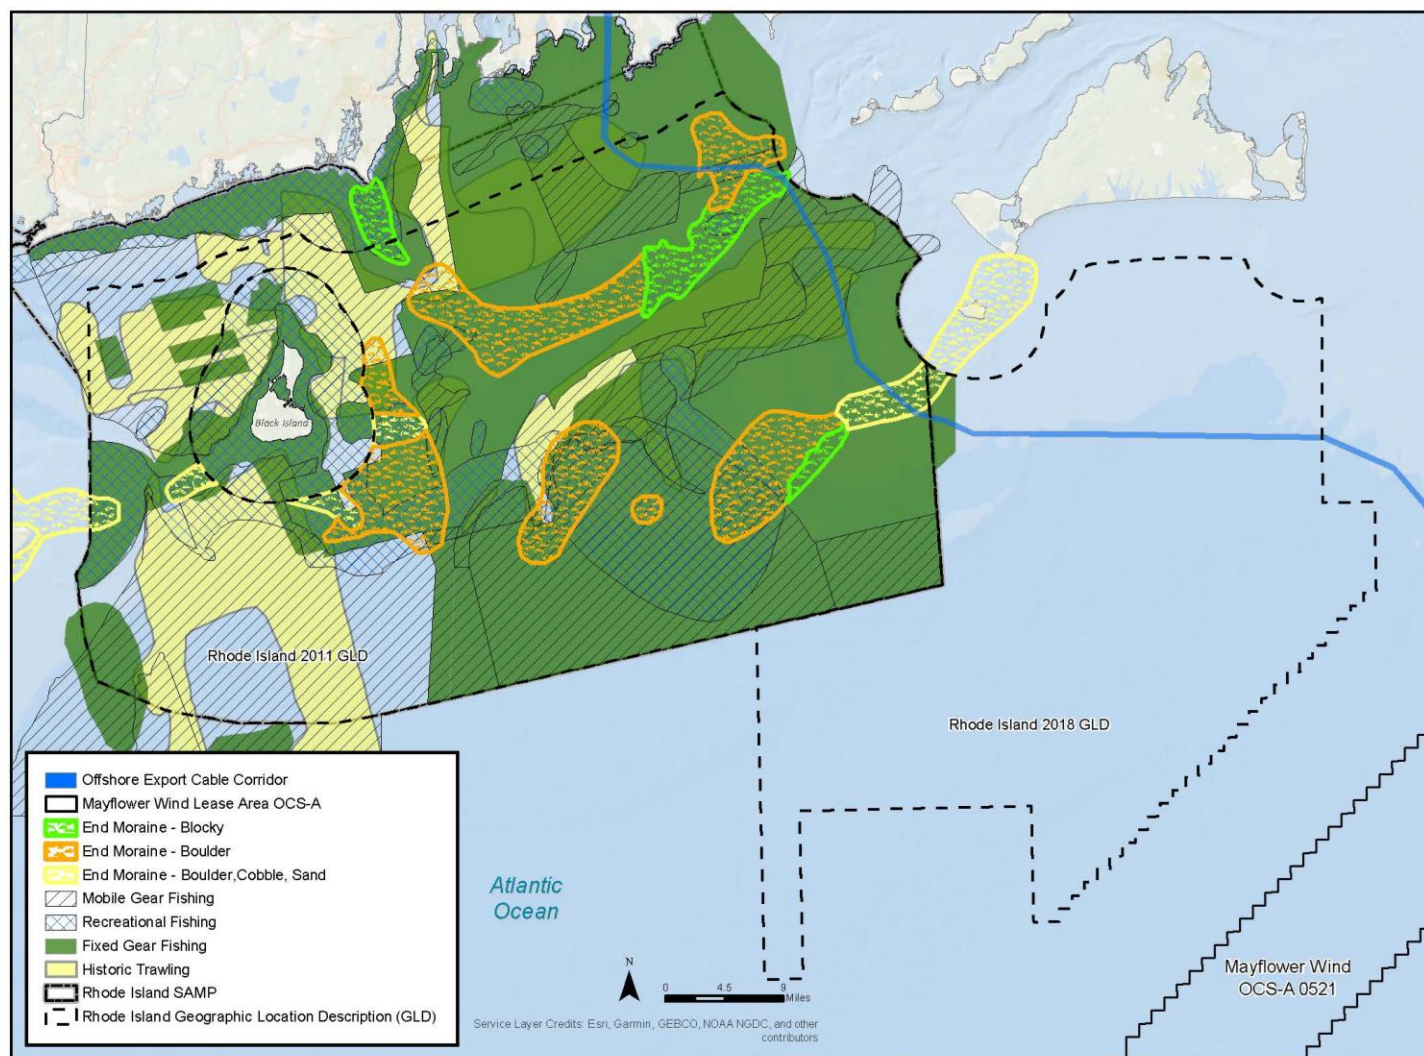 Block Island
Rhode Island 2011 GLD
Rhode Island 2018 GLD
Offshore Export Cable Corridor
Mayflower Wind Lease Area OCS-A
End Moraine - Blocky
End Moraine - Boulder
End Moraine - Boulder,Cobble, Sand
Mobile Gear Fishing
Recreational Fishing
Fixed Gear Fishing
Historic Trawling
Rhode Island SAMP
Rhode Island Geographic Location Description (GLD)
Atlantic
Ocean
N
0 4.5 9
Miles
Service Layer Credits: Esri, Garmin, GEBCO, NOAA NGDC, and other
contributors
Mayflower Wind
OCS-A 0521